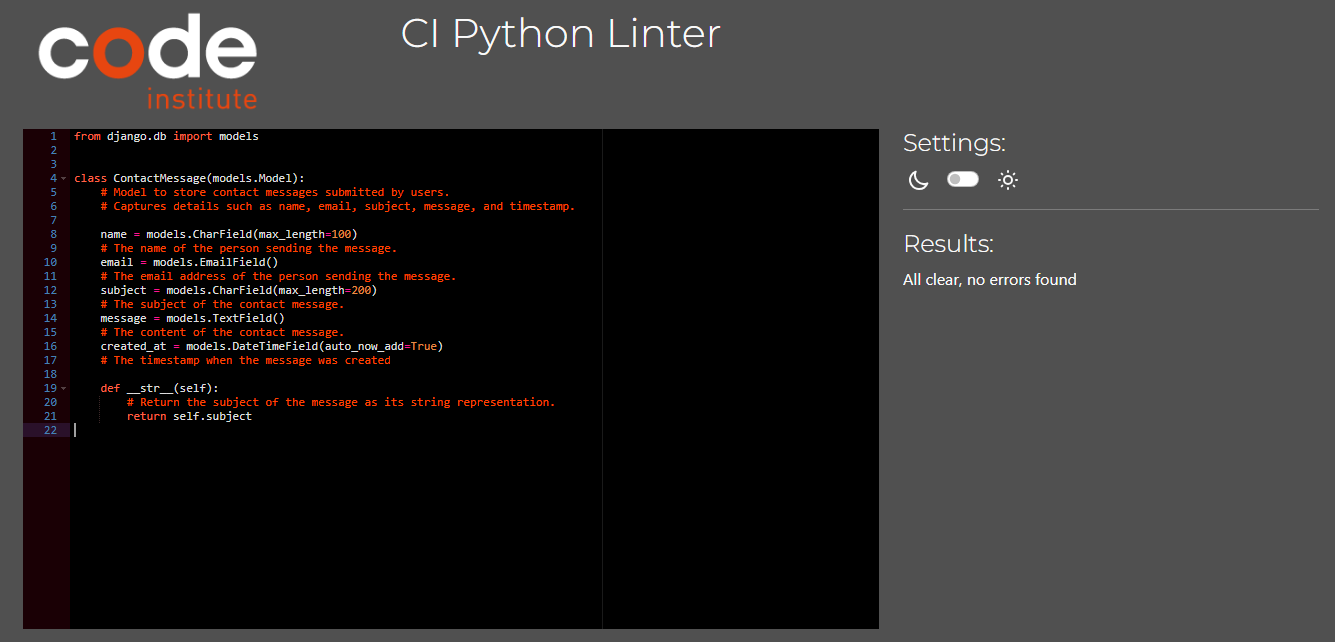 code
institute
CI Python Linter
1 from django.db import models
2
3
4 class ContactMessage(models.Model):
5     # Model to store contact messages submitted by users.
6     # Captures details such as name, email, subject, message, and timestamp.
7
8     name = models.CharField(max_length=100)
9     # The name of the person sending the message.
10     email = models.EmailField()
11     # The email address of the person sending the message.
12     subject = models.CharField(max_length=200)
13     # The subject of the contact message.
14     message = models.TextField()
15     # The content of the contact message.
16     created_at = models.DateTimeField(auto_now_add=True)
17     # The timestamp when the message was created
18
19     def __str__(self):
20         # Return the subject of the message as its string representation.
21         return self.subject
22
Settings:
Results:
All clear, no errors found